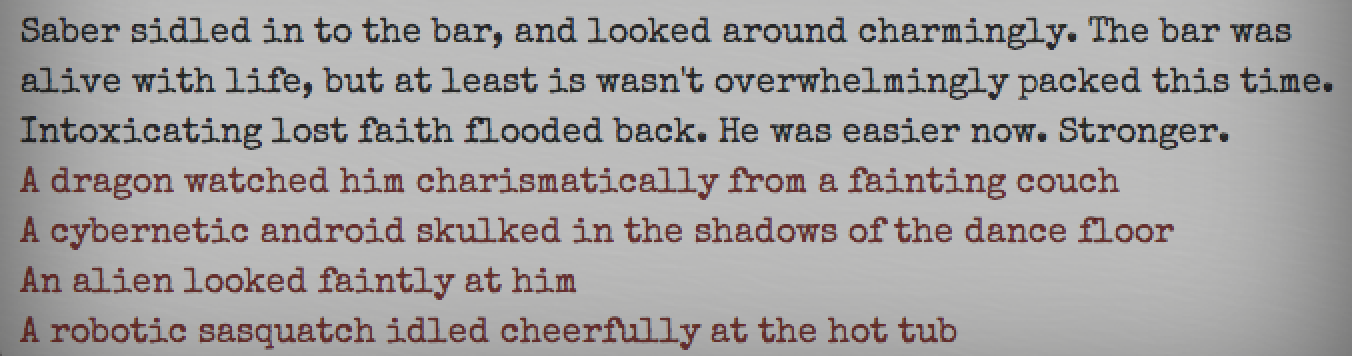 Saber sidled in to the bar, and looked around charmingly. The bar was
alive with life, but at least is wasn't overwhelmingly packed this time.
Intoxicating lost faith flooded back. He was easier now. Stronger.
A dragon watched him charismatically from a fainting couch
A cybernetic android skulked in the shadows of the dance floor
An alien looked faintly at him
A robotic sasquatch idled cheerfully at the hot tub